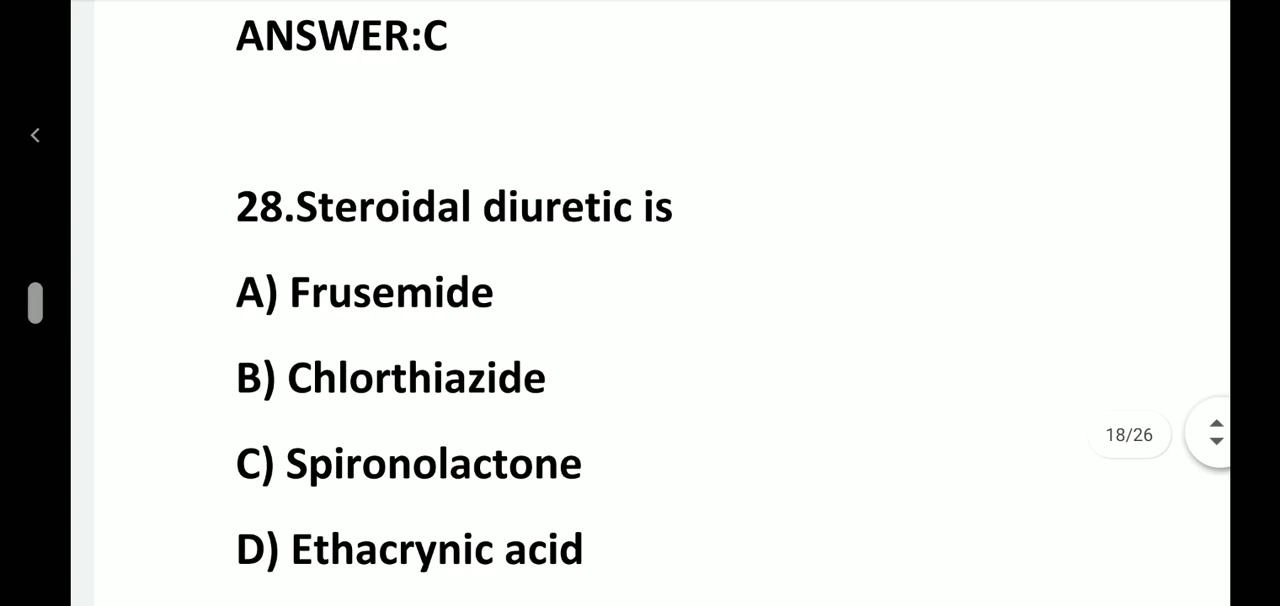 ANSWER:C
28.Steroidal diuretic is
A) Frusemide
B) Chlorthiazide
C) Spironolactone
18/26
D) Ethacrynic acid